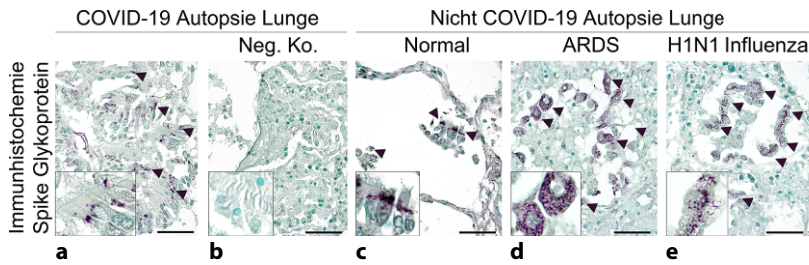 COVID-19 Autopsie Lunge
Nicht COVID-19 Autopsie Lunge
Neg. Ko.
Normal
ARDS
H1N1 Influenza
Immunhistochemie
Spike Glykoprotein
a
b
c
d
e